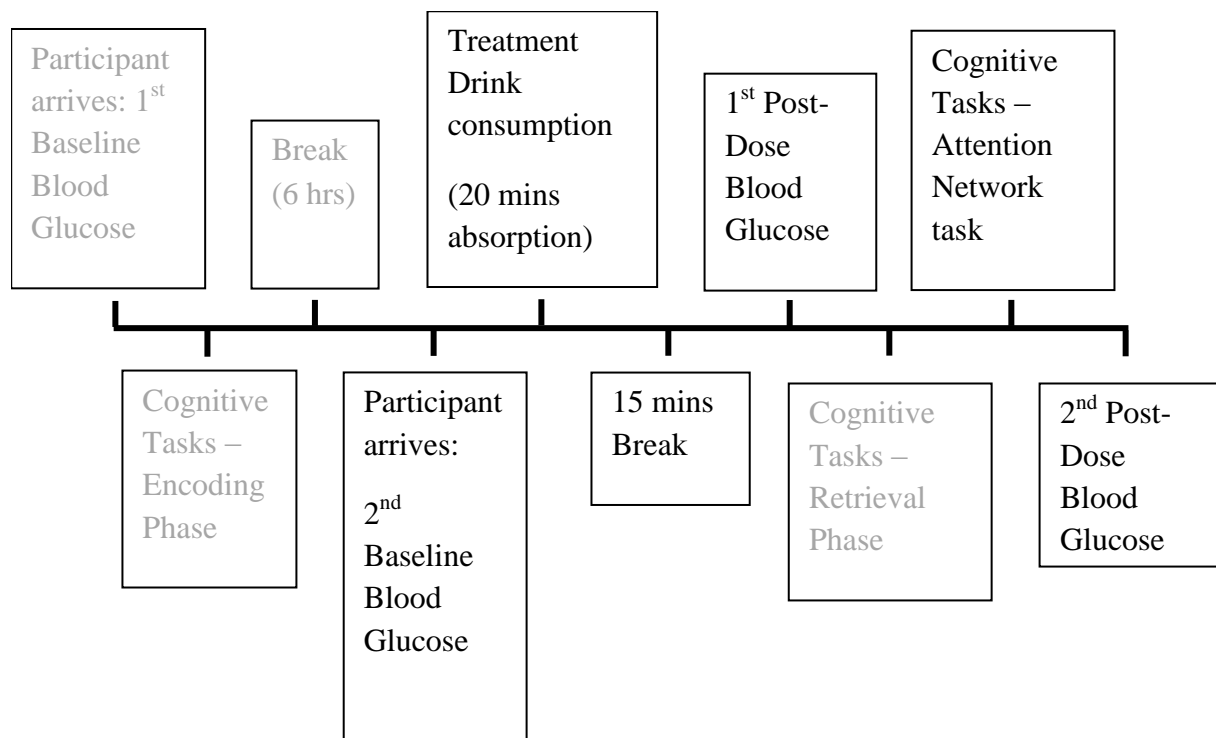 Participant
arrives: 1st
Baseline
Blood
Glucose
Cognitive
Tasks –
Encoding
Phase
Break
(6 hrs)
Participant
arrives:
2nd
Baseline
Blood
Glucose
Treatment
Drink
consumption
(20 mins
absorption)
15 mins
Break
1st Post-
Dose
Blood
Glucose
Cognitive
Tasks –
Retrieval
Phase
Cognitive
Tasks –
Attention
Network
task
2nd Post-
Dose
Blood
Glucose